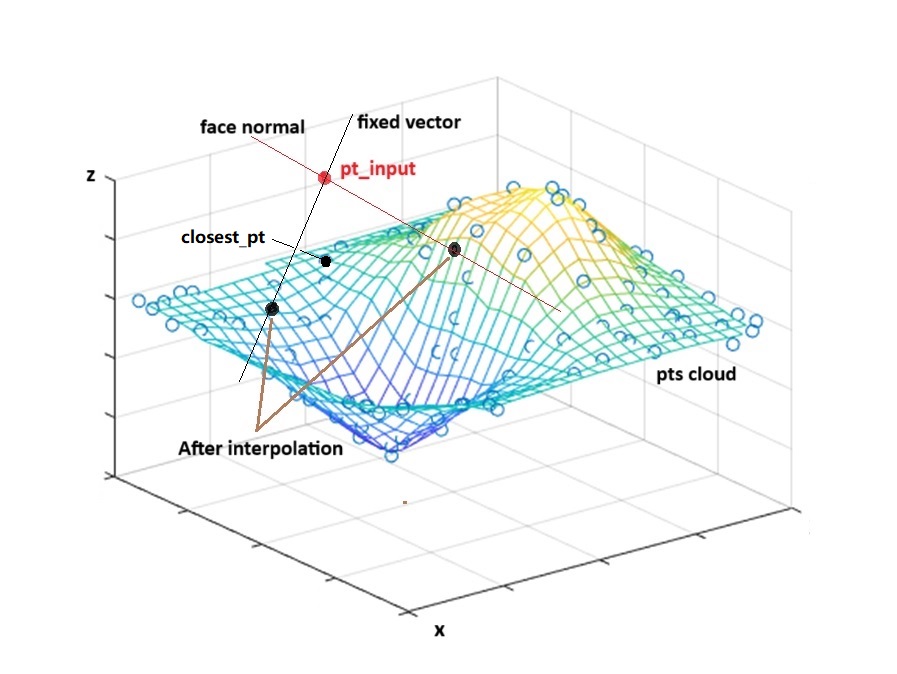 face normal
fixed vector
pt_input
z
closest_pt
pts cloud
After interpolation
x